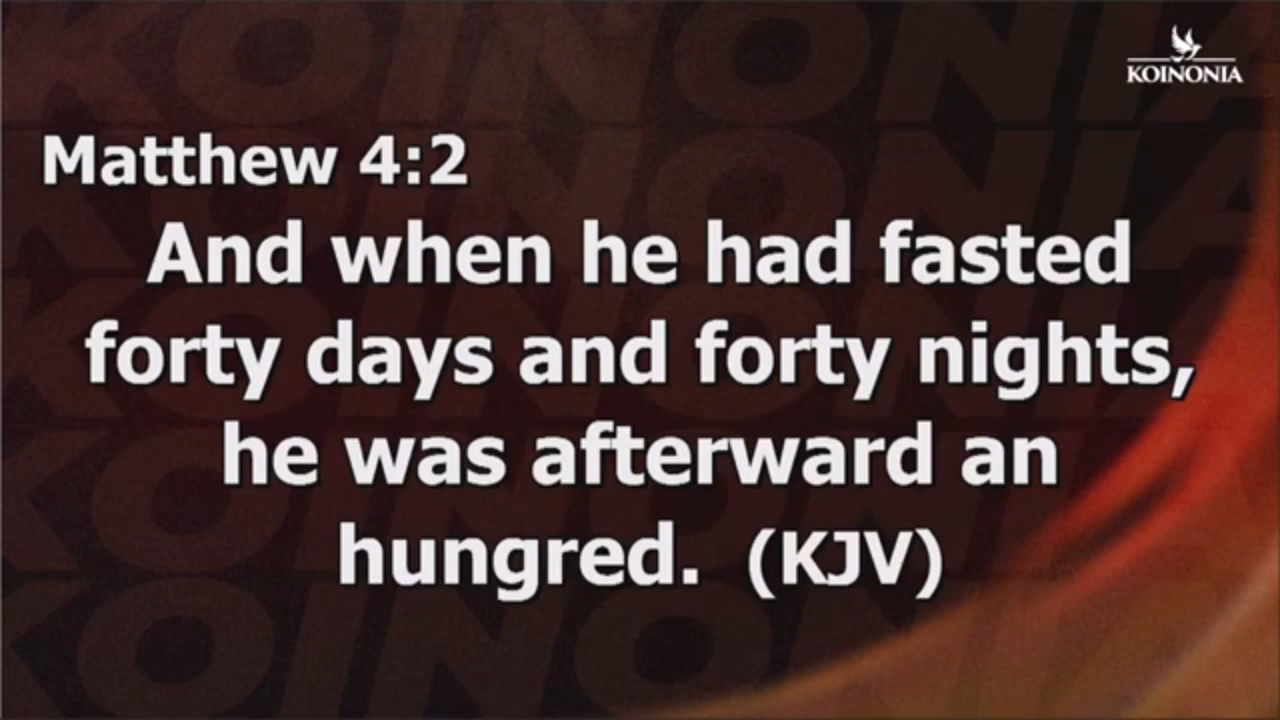 KOINONIA
Matthew 4:2
And when he had fasted
forty days and forty nights,
he was afterward an
hungred. (KJV)